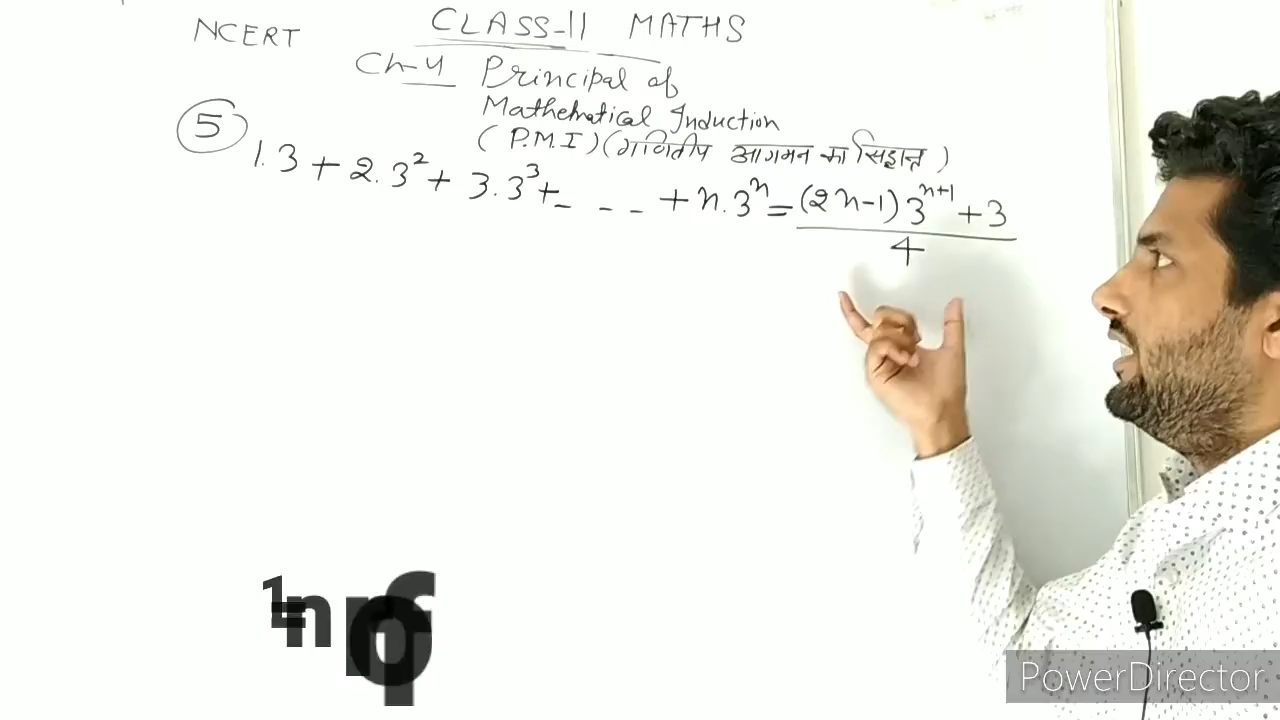 NCERT CLASS-11 MATHS
Ch-4 Principal of
Mathematical Induction
(P.M.I) (गणितीय आगमन का सिद्धान्त)
5 1.3 + 2.3² + 3.3³ + - - - + n.3ⁿ = (2n-1) 3ⁿ⁺¹ + 3
4
PowerDirector